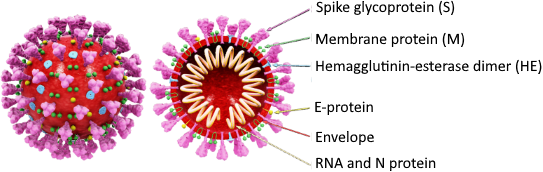 Spike glycoprotein (S)
Membrane protein (M)
Hemagglutinin-esterase dimer (HE)
E-protein
Envelope
RNA and N protein